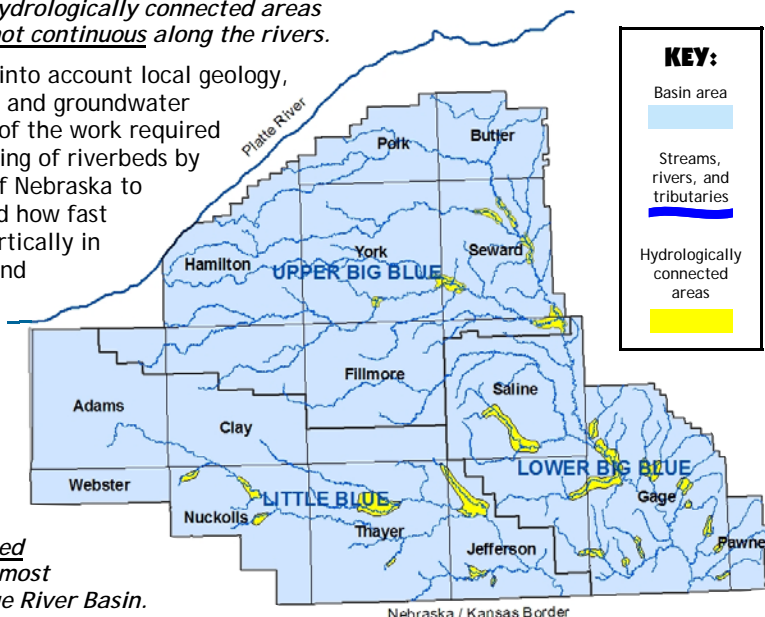 ydrologically connected areas
not continuous along the rivers.
into account local geology,
and groundwater
of the work required
ing of riverbeds by
f Nebraska to
d how fast
rtically in
nd
ed
most
e River Basin.
Platte River
Polk
Butler
Hamilton
York
Seward
UPPER BIG BLUE
Fillmore
Saline
Adams
Clay
LOWER BIG BLUE
Gage
Webster
LITTLE BLUE
Nuckolls
Thayer
Jefferson
Pawne
Nebraska / Kansas Border
KEY:
Basin area
Streams,
rivers, and
tributaries
Hydrologically
connected
areas